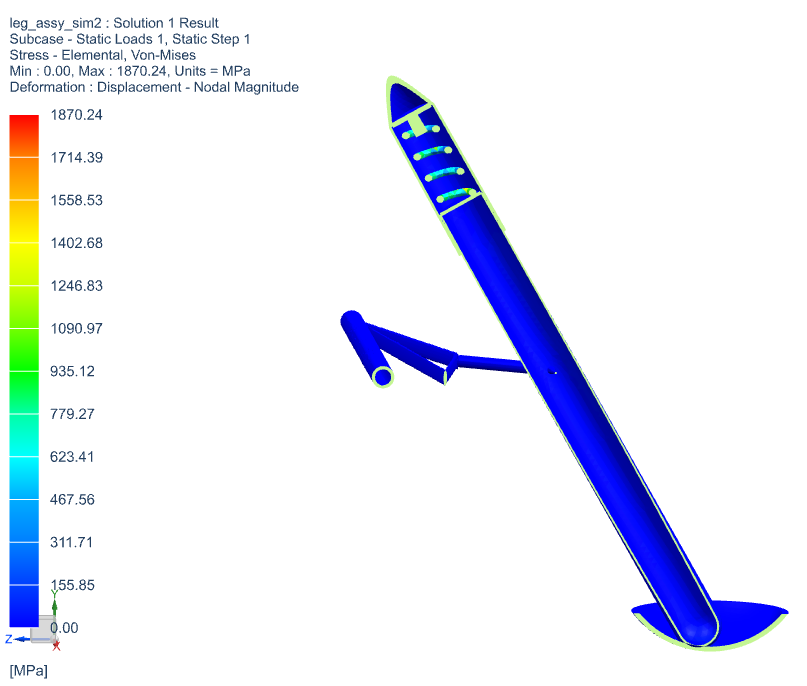 leg_assy_sim2 : Solution 1 Result
Subcase - Static Loads 1, Static Step 1
Stress - Elemental, Von-Mises
Min : 0.00, Max : 1870.24, Units = MPa
Deformation : Displacement - Nodal Magnitude
1870.24
1714.39
1558.53
1402.68
1246.83
1090.97
935.12
779.27
623.41
467.56
311.71
155.85
Y
0.00
Z
X
[MPa]